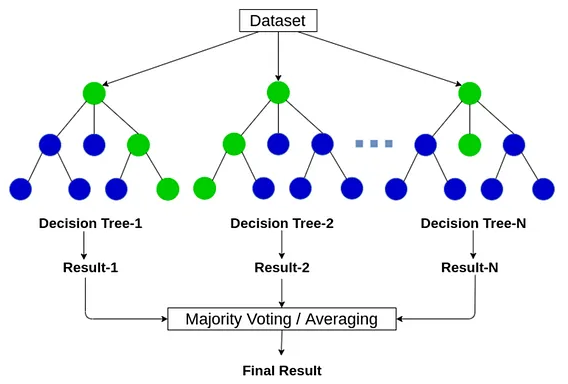 Dataset
Decision Tree-1
Decision Tree-2
Decision Tree-N
Result-1
Result-2
Result-N
Majority Voting / Averaging
Final Result